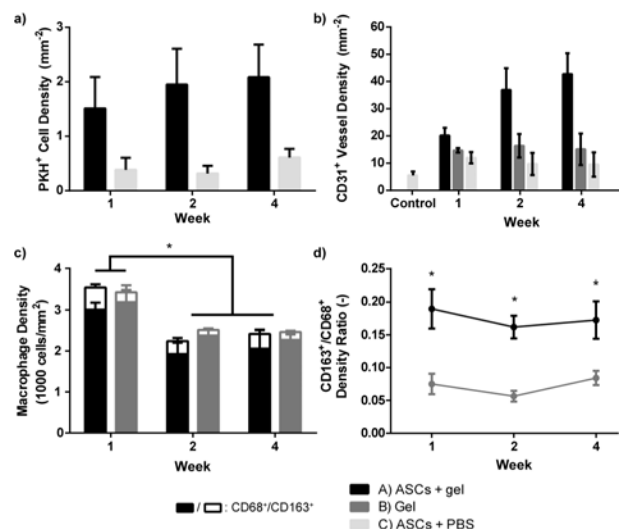 a)
PKH+ Cell Density (mm-2)
3
2
1
0
1 2 4
Week
b)
CD31+ Vessel Density (mm-2)
60
50
40
30
20
10
0
Control 1 2 4
Week
c)
Macrophage Density
(1000 cells/mm2)
4
3
2
1
0
*
1 2 4
Week
d)
CD163+/CD68+
Density Ratio (-)
0.25
0.20
0.15
0.10
0.05
0.00
* * *
1 2 4
Week
/ : CD68+/CD163+
A) ASCs + gel
B) Gel
C) ASCs + PBS